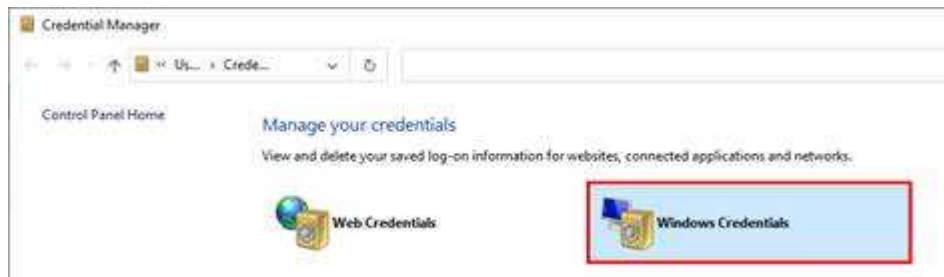 Credential Manager
« Us... › Crede...
Control Panel Home
Manage your credentials
View and delete your saved log-on information for websites, connected applications and networks.
Web Credentials
Windows Credentials